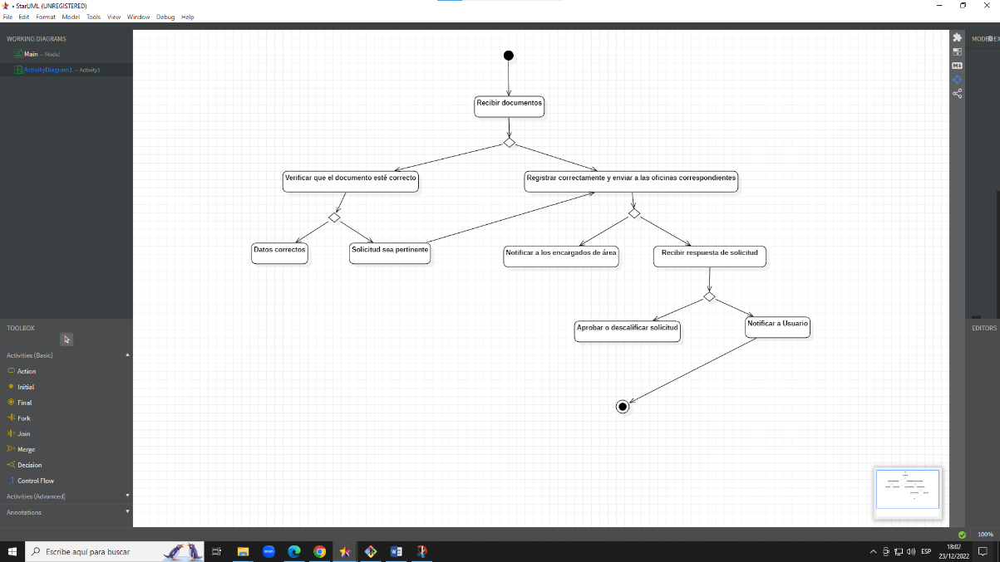 • StarUML (UNREGISTERED)
File Edit Format Model Tools View Window Debug Help
WORKING DIAGRAMS
Main — Model
ActivityDiagram1 — Activity1
Recibir documentos
Verificar que el documento esté correcto
Registrar correctamente y enviar a las oficinas correspondientes
Datos correctos
Solicitud sea pertinente
Notificar a los encargados de área
Recibir respuesta de solicitud
Aprobar o descalificar solicitud
Notificar a Usuario
TOOLBOX
Activities (Basic)
Action
Initial
Final
Fork
Join
Merge
Decision
Control Flow
Activities (Advanced)
Annotations
EDITORS
100%
Escribe aquí para buscar
zoom
ESP
18:02
23/12/2022